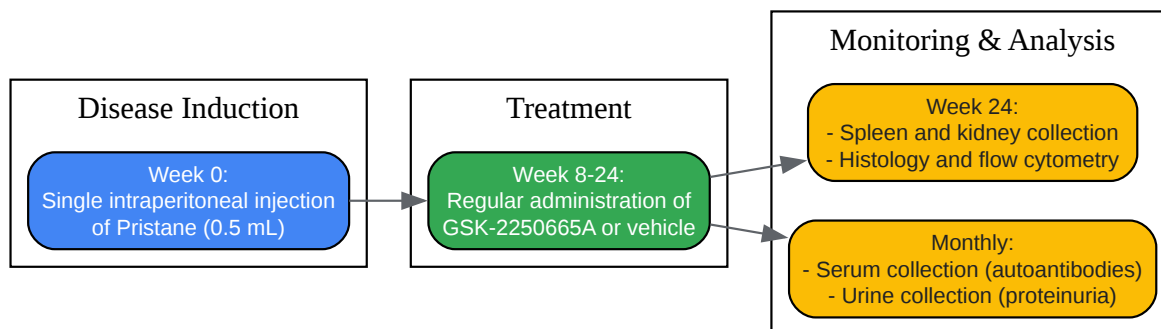 Disease Induction
Week 0:
Single intraperitoneal injection
of Pristane (0.5 mL)
Treatment
Week 8-24:
Regular administration of
GSK-2250665A or vehicle
Monitoring & Analysis
Week 24:
- Spleen and kidney collection
- Histology and flow cytometry
Monthly:
- Serum collection (autoantibodies)
- Urine collection (proteinuria)